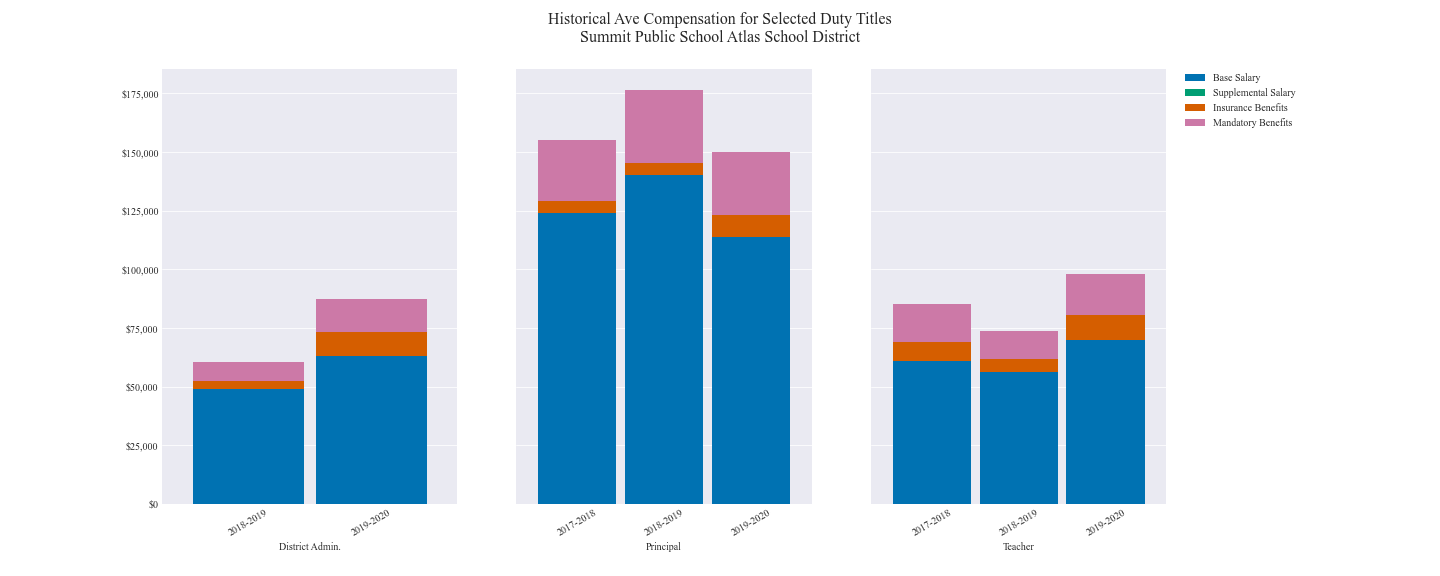 Historical Ave Compensation for Selected Duty Titles
Summit Public School Atlas School District
$175,000
$150,000
$125,000
$100,000
$75,000
$50,000
$25,000
$0
2018-2019
2019-2020
District Admin.
2017-2018
2018-2019
2019-2020
Principal
2017-2018
2018-2019
2019-2020
Teacher
Base Salary
Supplemental Salary
Insurance Benefits
Mandatory Benefits